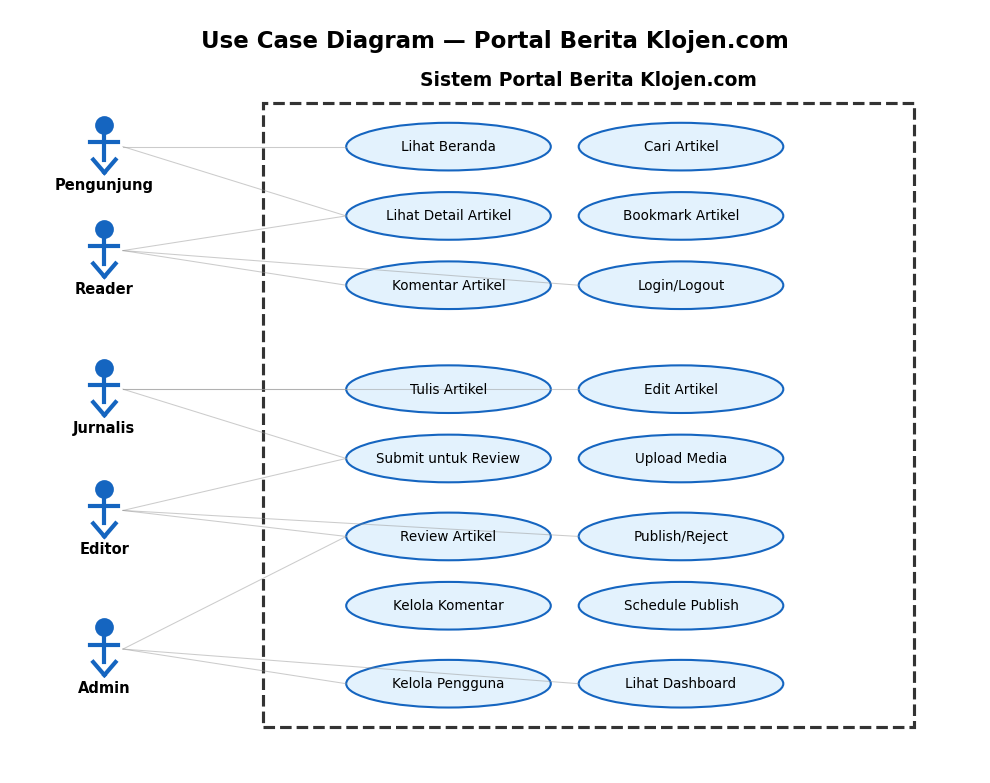 Use Case Diagram — Portal Berita Klojen.com
Sistem Portal Berita Klojen.com
Lihat Beranda
Cari Artikel
Pengunjung
Lihat Detail Artikel
Bookmark Artikel
Reader
Komentar Artikel
Login/Logout
Jurnalis
Tulis Artikel
Edit Artikel
Submit untuk Review
Upload Media
Editor
Review Artikel
Publish/Reject
Kelola Komentar
Schedule Publish
Admin
Kelola Pengguna
Lihat Dashboard